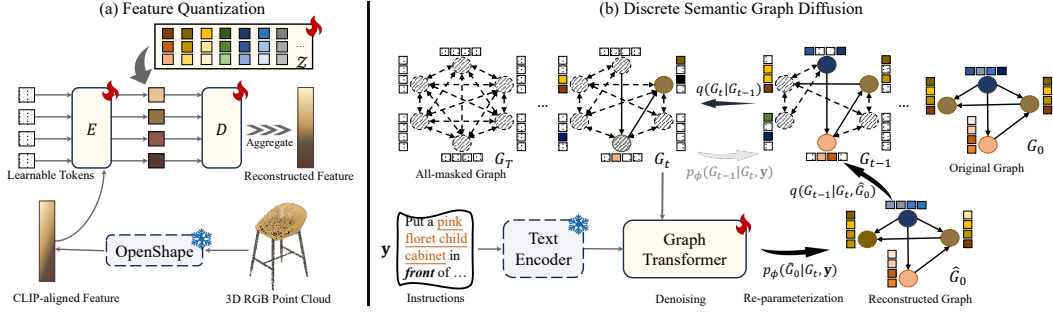 (a) Feature Quantization
... 𝒵
E
D
Aggregate
Learnable Tokens
Reconstructed Feature
OpenShape
CLIP-aligned Feature
3D RGB Point Cloud
(b) Discrete Semantic Graph Diffusion
...
q(G_t|G_{t-1})
...
G_T
G_t
G_{t-1}
G_0
All-masked Graph
p_ϕ(G_{t-1}|G_t, y)
Original Graph
q(G_{t-1}|G_t, Ĝ_0)
y
Put a pink
floret child
cabinet in
front of ...
Text
Encoder
Graph
Transformer
p_ϕ(Ĝ_0|G_t, y)
Ĝ_0
Instructions
Denoising
Re-parameterization
Reconstructed Graph